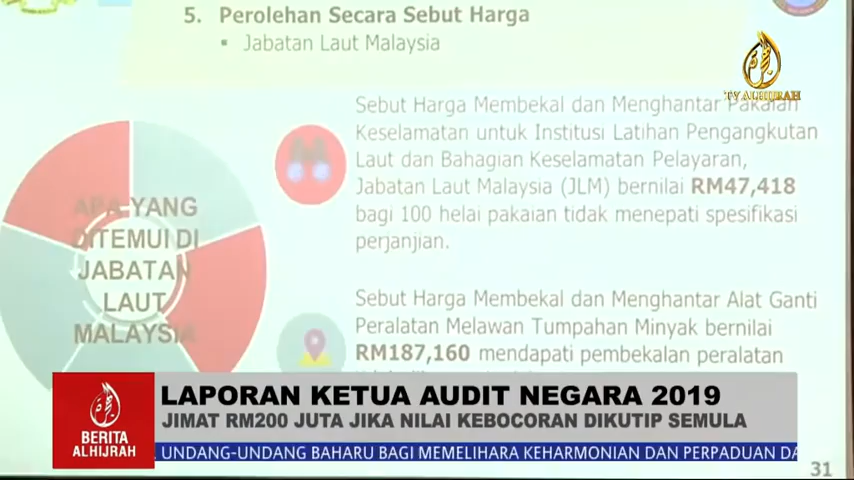 5. Perolehan Secara Sebut Harga
▪ Jabatan Laut Malaysia
TV ALHIJRAH
Sebut Harga Membekal dan Menghantar Pakaian
Keselamatan untuk Institusi Latihan Pengangkutan
Laut dan Bahagian Keselamatan Pelayaran,
Jabatan Laut Malaysia (JLM) bernilai RM47,418
bagi 100 helai pakaian tidak menepati spesifikasi
perjanjian.
APA YANG
DITEMUI DI
JABATAN
LAUT
MALAYSIA
Sebut Harga Membekal dan Menghantar Alat Ganti
Peralatan Melawan Tumpahan Minyak bernilai
RM187,160 mendapati pembekalan peralatan
LAPORAN KETUA AUDIT NEGARA 2019
JIMAT RM200 JUTA JIKA NILAI KEBOCORAN DIKUTIP SEMULA
BERITA
ALHIJRAH
UNDANG-UNDANG BAHARU BAGI MEMELIHARA KEHARMONIAN DAN PERPADUAN DA
31